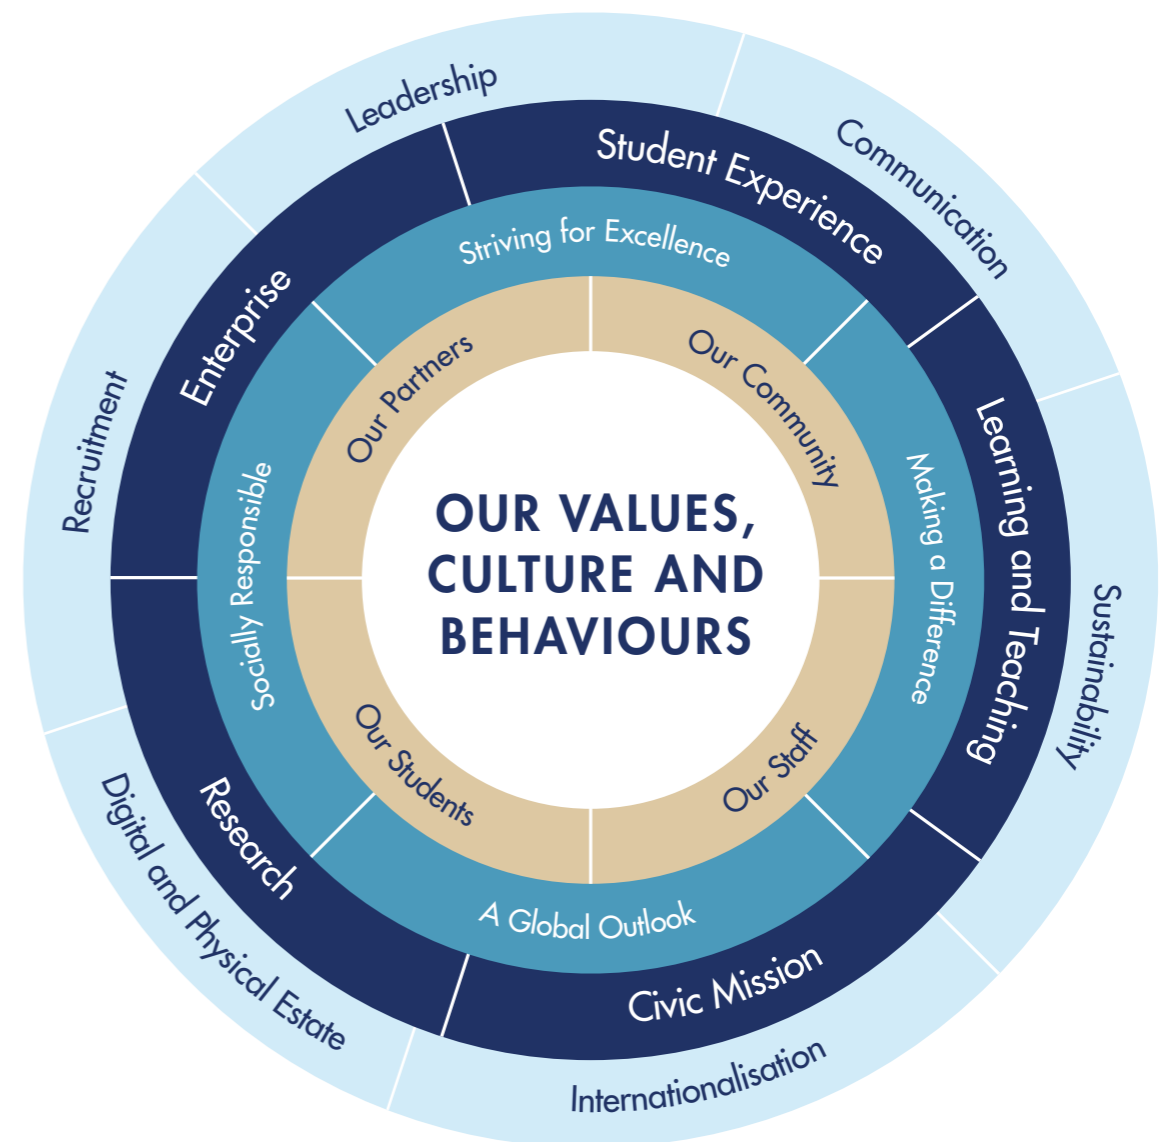 Leadership
Communication
Sustainability
Internationalisation
Digital and Physical Estate
Recruitment
Student Experience
Learning and Teaching
Civic Mission
Research
Enterprise
Striving for Excellence
Making a Difference
A Global Outlook
Socially Responsible
Our Partners
Our Community
Our Staff
Our Students
OUR VALUES,
CULTURE AND
BEHAVIOURS